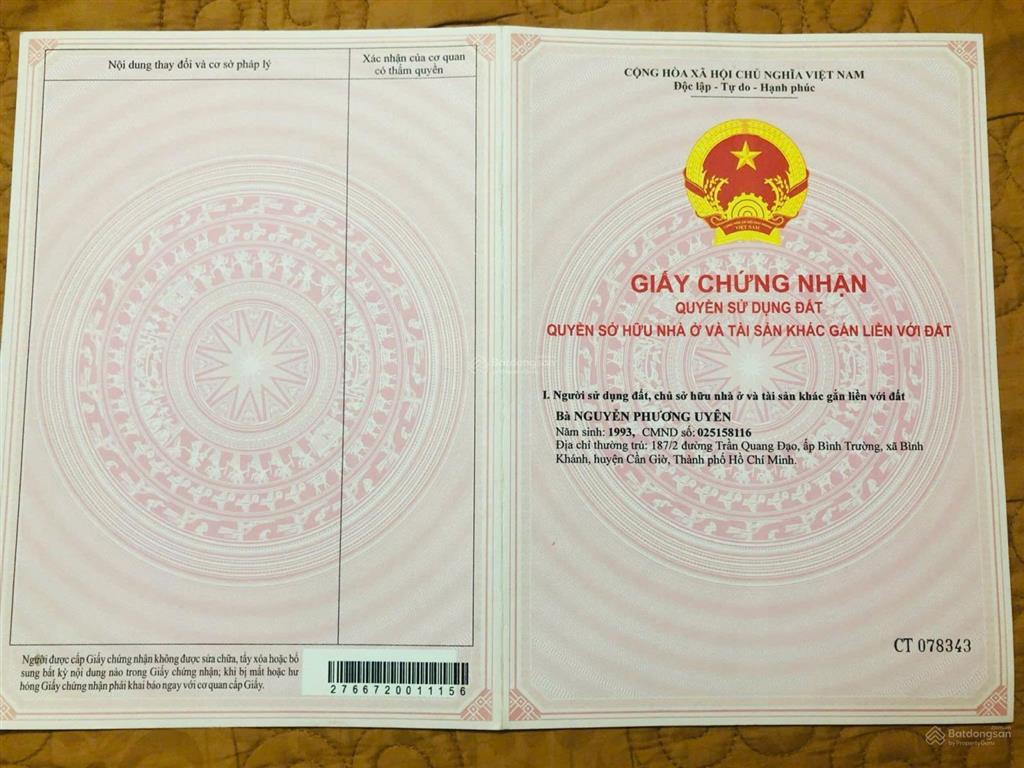 Nội dung thay đổi và cơ sở pháp lý
Xác nhận của cơ quan
có thẩm quyền
Người được cấp Giấy chứng nhận không được sửa chữa, tẩy xóa hoặc bổ
sung bất kỳ nội dung nào trong Giấy chứng nhận; khi bị mất hoặc hư
hỏng Giấy chứng nhận phải khai báo ngay với cơ quan cấp Giấy.
2766720011156
CỘNG HÒA XÃ HỘI CHỦ NGHĨA VIỆT NAM
Độc lập - Tự do - Hạnh phúc
VIỆT NAM
GIẤY CHỨNG NHẬN
QUYỀN SỬ DỤNG ĐẤT
QUYỀN SỞ HỮU NHÀ Ở VÀ TÀI SẢN KHÁC GẮN LIỀN VỚI ĐẤT
I. Người sử dụng đất, chủ sở hữu nhà ở và tài sản khác gắn liền với đất
Bà NGUYỄN PHƯƠNG UYÊN
Năm sinh: 1993, CMND số: 025158116
Địa chỉ thường trú: 187/2 đường Trần Quang Đạo, ấp Bình Trường, xã Bình
Khánh, huyện Cần Giờ, Thành phố Hồ Chí Minh.
CT 078343
Batdongsan
Batdongsan
by PropertyGuru